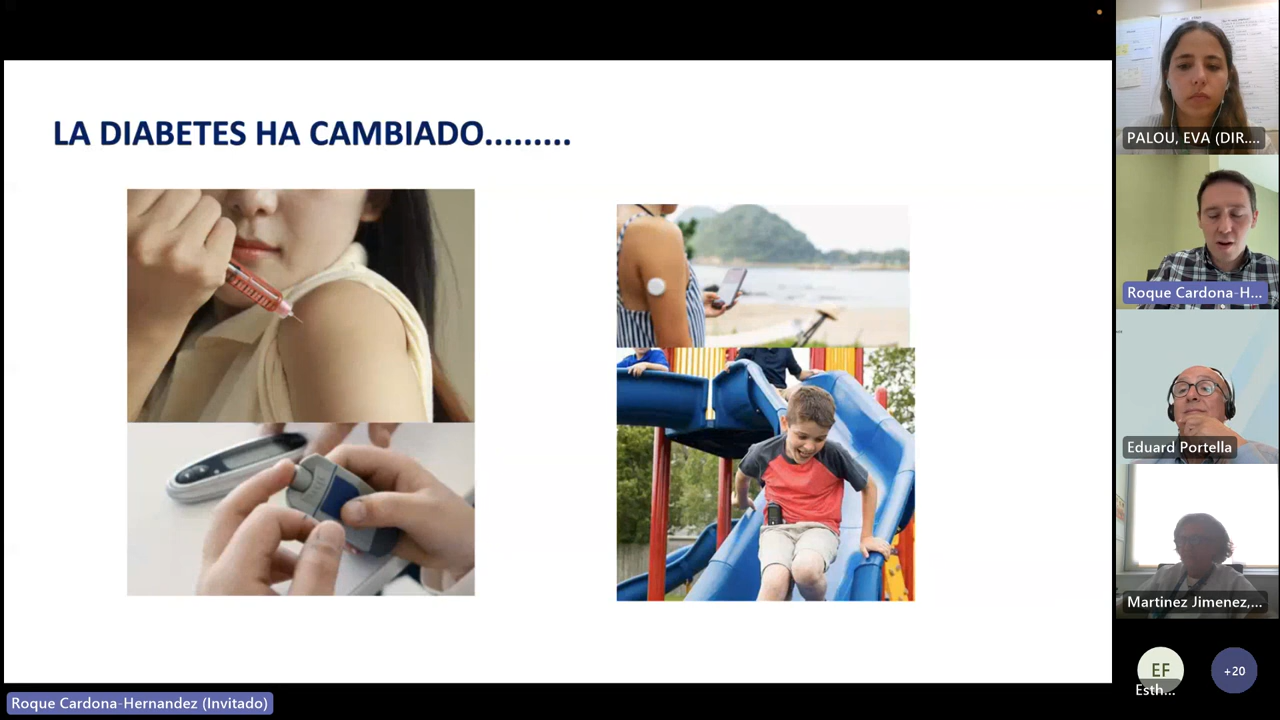 LA DIABETES HA CAMBIADO.........
PALOU, EVA (DIR....
Roque Cardona-H...
Eduard Portella
Martinez Jimenez,...
EF
Esth...
+20
Roque Cardona-Hernandez (Invitado)